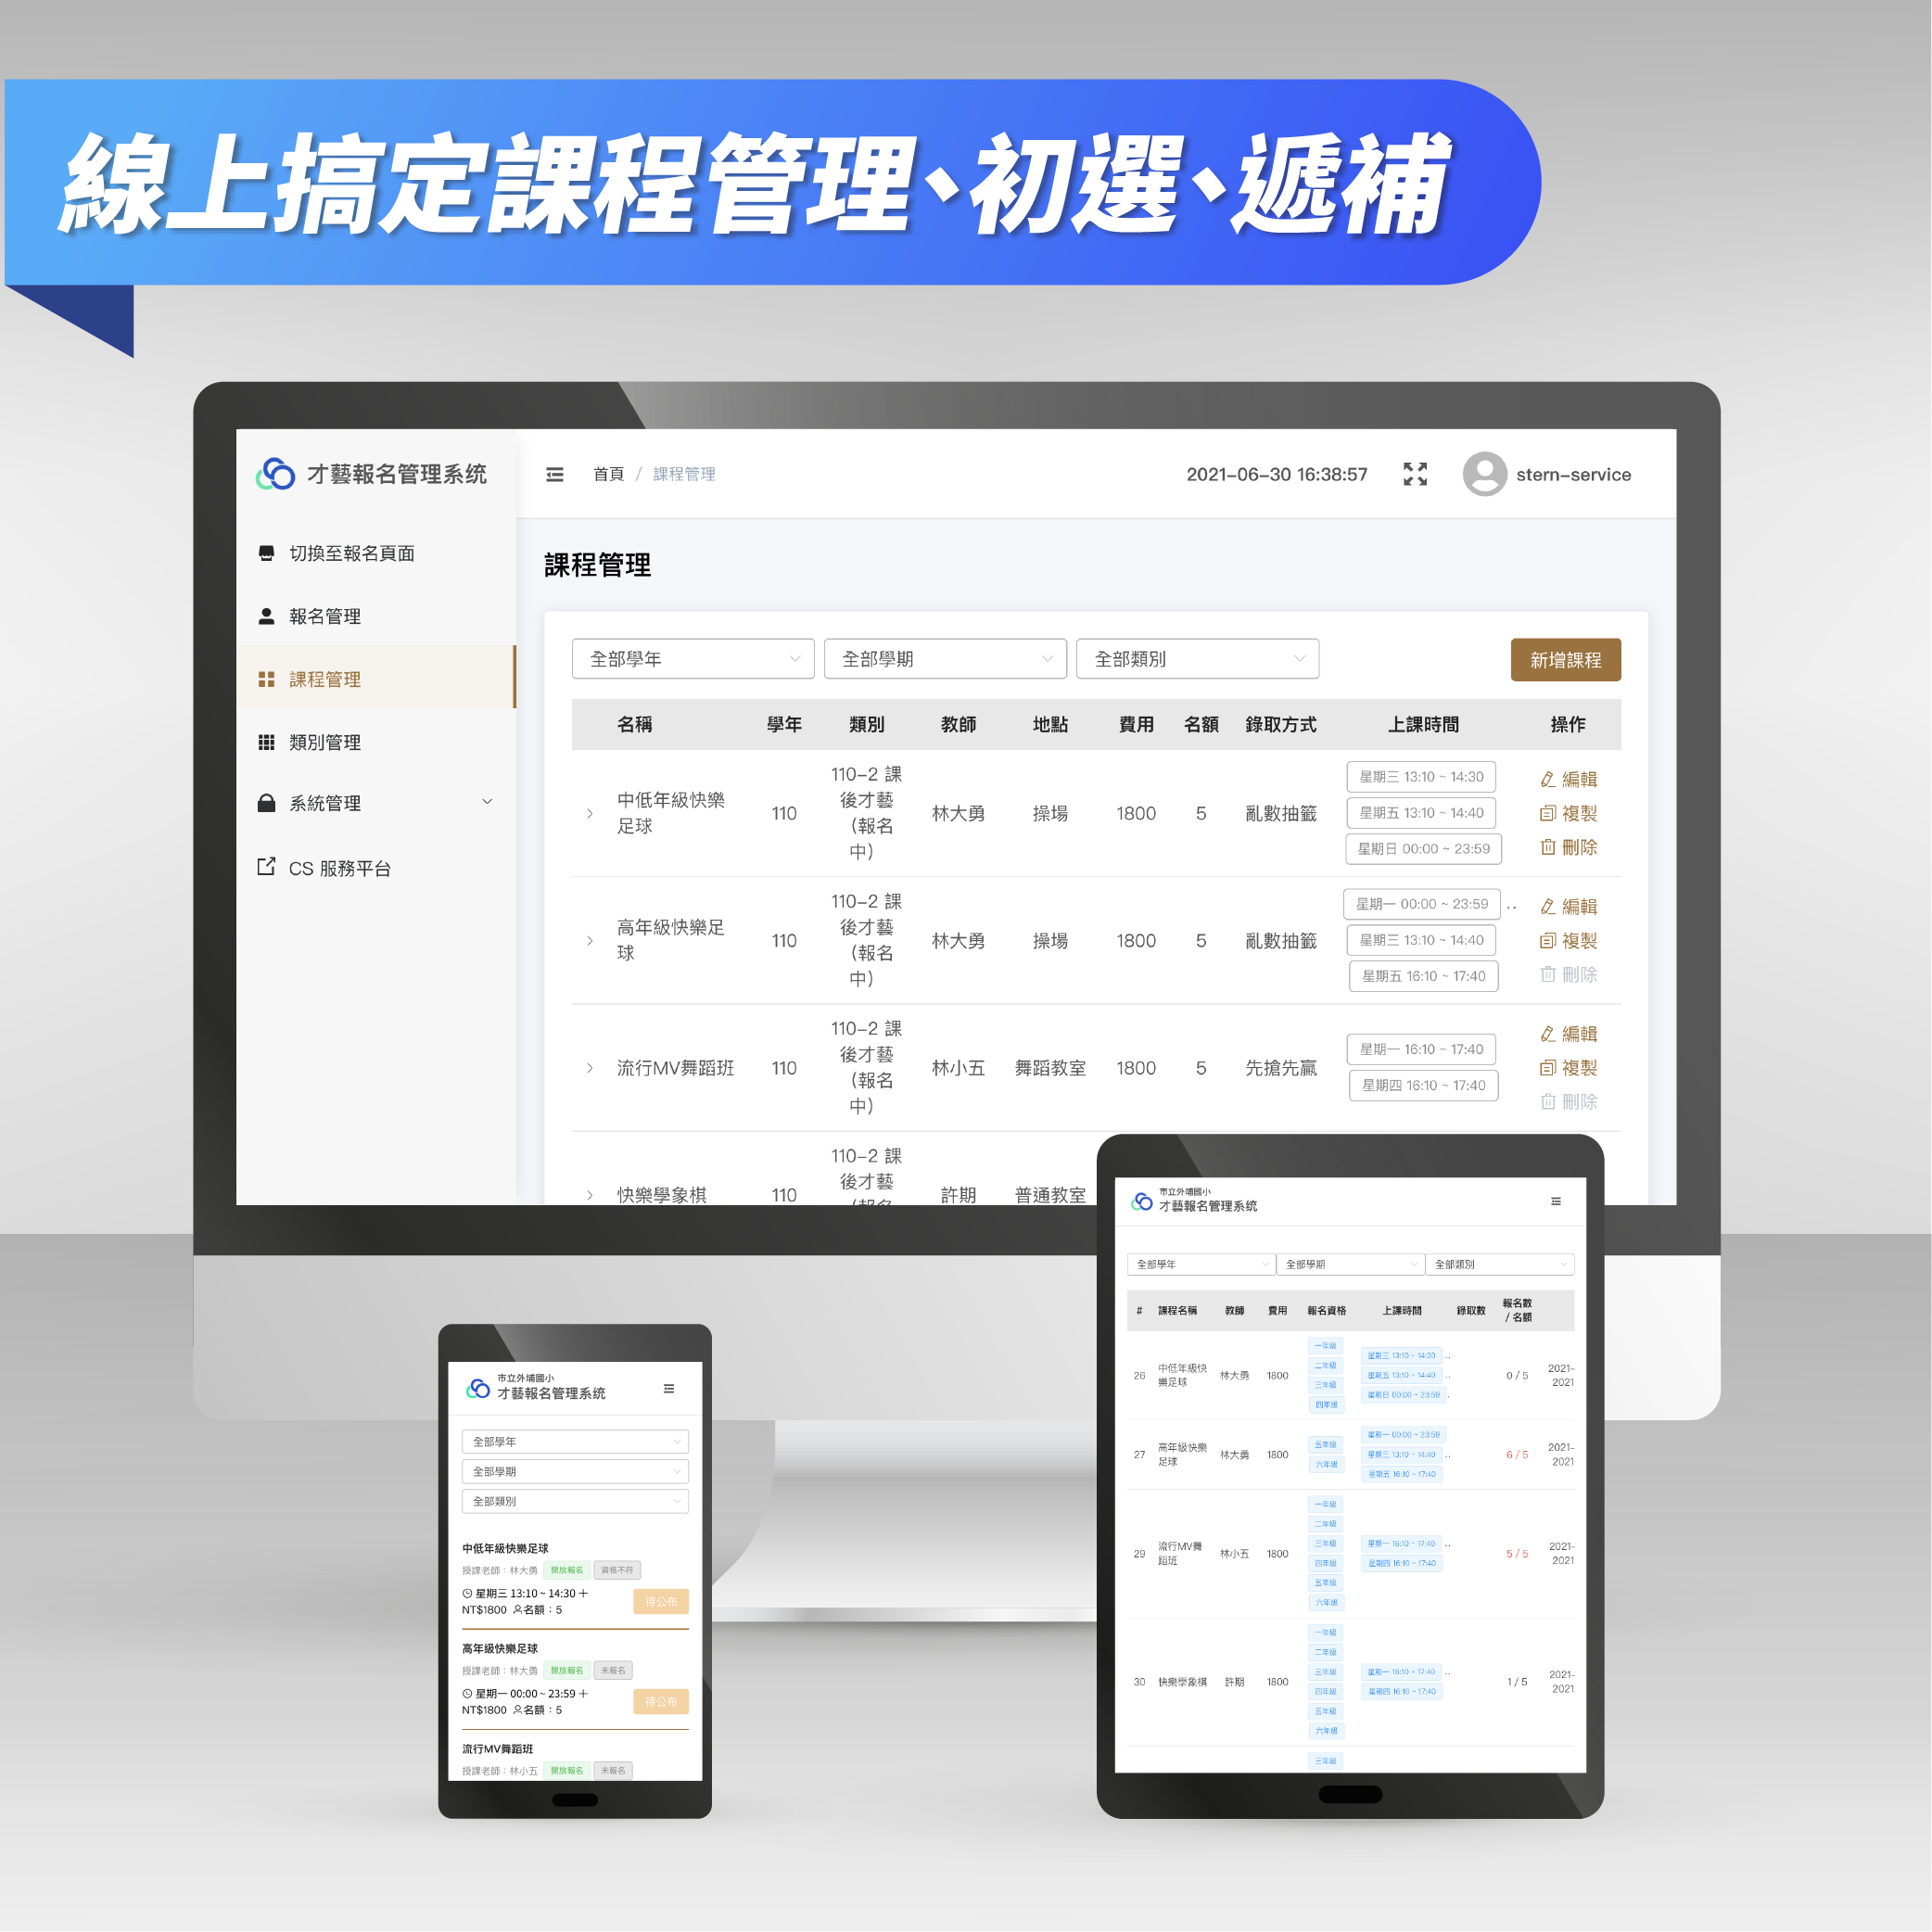 線上搞定課程管理、初選、遞補
才藝報名管理系統
首頁 / 課程管理
2021-06-30 16:38:57
stern-service
切換至報名頁面
報名管理
課程管理
類別管理
系統管理
CS 服務平台
課程管理
全部學年 全部學期 全部類別 新增課程
名稱 學年 類別 教師 地點 費用 名額 錄取方式 上課時間 操作
中低年級快樂
足球
110
110-2 課
後才藝
(報名
中)
林大勇 操場 1800 5 亂數抽籤
星期三 13:10 ~ 14:30
星期五 13:10 ~ 14:40
星期日 00:00 ~ 23:59
編輯
複製
刪除
高年級快樂足
球
110
110-2 課
後才藝
(報名
中)
林大勇 操場 1800 5 亂數抽籤
星期一 00:00 ~ 23:59 ..
星期三 13:10 ~ 14:40
星期五 16:10 ~ 17:40
編輯
複製
刪除
流行MV舞蹈班
110
110-2 課
後才藝
(報名
中)
林小五 舞蹈教室 1800 5 先搶先贏
星期一 16:10 ~ 17:40
星期四 16:10 ~ 17:40
編輯
複製
刪除
快樂學象棋
110
110-2 課
後才藝
(報名
許期 普通教室
市立外埔國小
才藝報名管理系統
全部學年
全部學期
全部類別
中低年級快樂足球
授課老師：林大勇 開放報名 資格不符
星期三 13:10 ~ 14:30 +
NT$1800 名額：5
待公布
高年級快樂足球
授課老師：林大勇 開放報名 未報名
星期一 00:00 ~ 23:59 +
NT$1800 名額：5
待公布
流行MV舞蹈班
授課老師：林小五 開放報名 未報名
市立外埔國小
才藝報名管理系統
全部學年 全部學期 全部類別
# 課程名稱 教師 費用 報名資格 上課時間 錄取數 報名數
/ 名額
26
中低年級快
樂足球
林大勇 1800
一年級
二年級
三年級
四年級
星期三 13:10 ~ 14:30 ..
星期五 13:10 ~ 14:40 ..
星期日 00:00 ~ 23:59 .
0 / 5
2021-
2021
27
高年級快樂
足球
林大勇 1800
五年級
六年級
星期一 00:00 ~ 23:59
星期三 13:10 ~ 14:40 ..
星期五 16:10 ~ 17:40
6 / 5
2021-
2021
29
流行MV舞
蹈班
林小五 1800
一年級
二年級
三年級
四年級
五年級
六年級
星期一 16:10 ~ 17:40 ..
星期四 16:10 ~ 17:40
5 / 5
2021-
2021
30
快樂學象棋
許期 1800
一年級
二年級
三年級
四年級
五年級
六年級
星期一 16:10 ~ 17:40 ..
星期四 16:10 ~ 17:40
1 / 5
2021-
2021
三年級